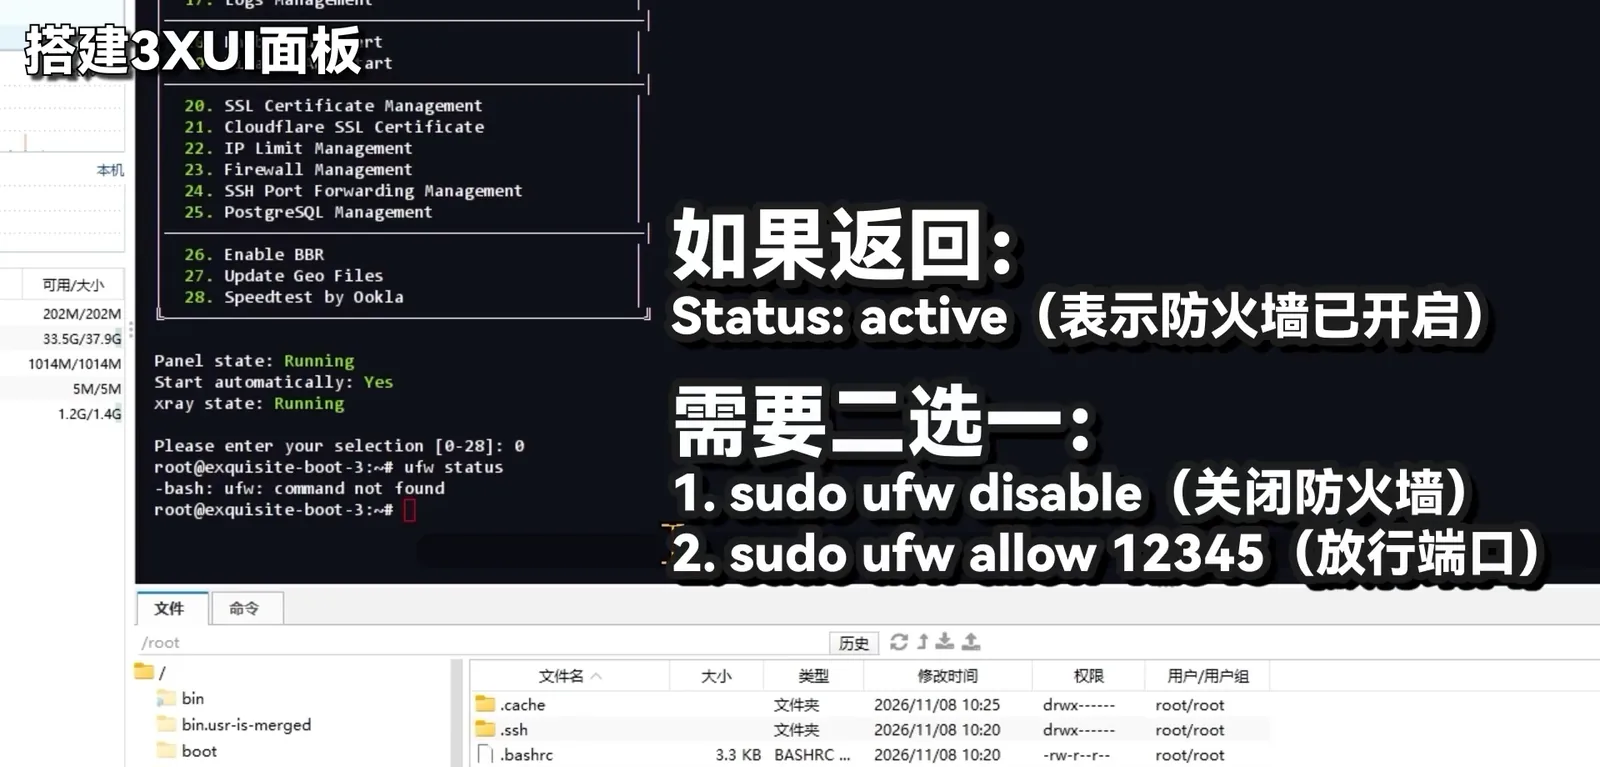 搭建3XUI面板
17. Logs Management
20. SSL Certificate Management
21. Cloudflare SSL Certificate
22. IP Limit Management
23. Firewall Management
24. SSH Port Forwarding Management
25. PostgreSQL Management
26. Enable BBR
27. Update Geo Files
28. Speedtest by Ookla
Panel state: Running
Start automatically: Yes
xray state: Running
Please enter your selection [0-28]: 0
root@exquisite-boot-3:~# ufw status
-bash: ufw: command not found
root@exquisite-boot-3:~#
如果返回：
Status: active（表示防火墙已开启）
需要二选一：
1. sudo ufw disable（关闭防火墙）
2. sudo ufw allow 12345（放行端口）
本机
可用/大小
202M/202M
33.5G/37.9G
1014M/1014M
5M/5M
1.2G/1.4G
文件 命令
/root 历史
/
bin
bin.usr-is-merged
boot
文件名 大小 类型 修改时间 权限 用户/用户组
.cache 文件夹 2026/11/08 10:25 drwx------ root/root
.ssh 文件夹 2026/11/08 10:20 drwx------ root/root
.bashrc 3.3 KB BASHRC ... 2026/11/08 10:20 -rw-r--r-- root/root